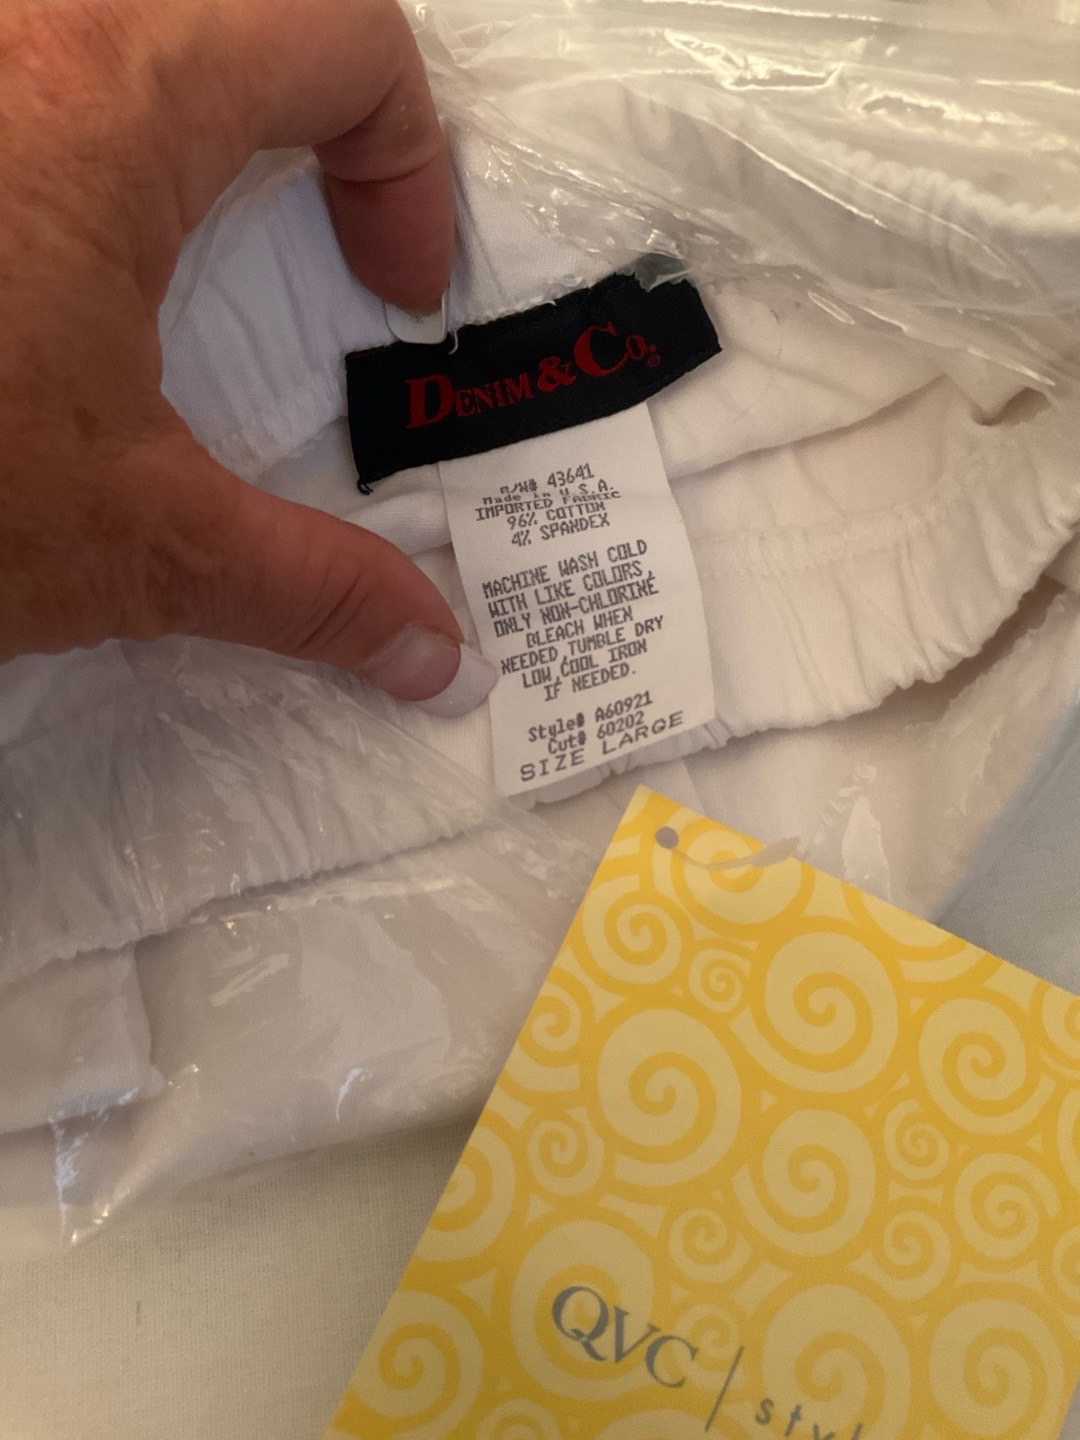 DENIM & CO.®
R/N# 43641
Made in U.S.A.
IMPORTED FABRIC
96% COTTON
4% SPANDEX
MACHINE WASH COLD
WITH LIKE COLORS,
ONLY NON-CHLORINE
BLEACH WHEN
NEEDED,TUMBLE DRY
LOW,COOL IRON
IF NEEDED.
Style# A60921
Cut# 60202
SIZE LARGE
QVC | styl